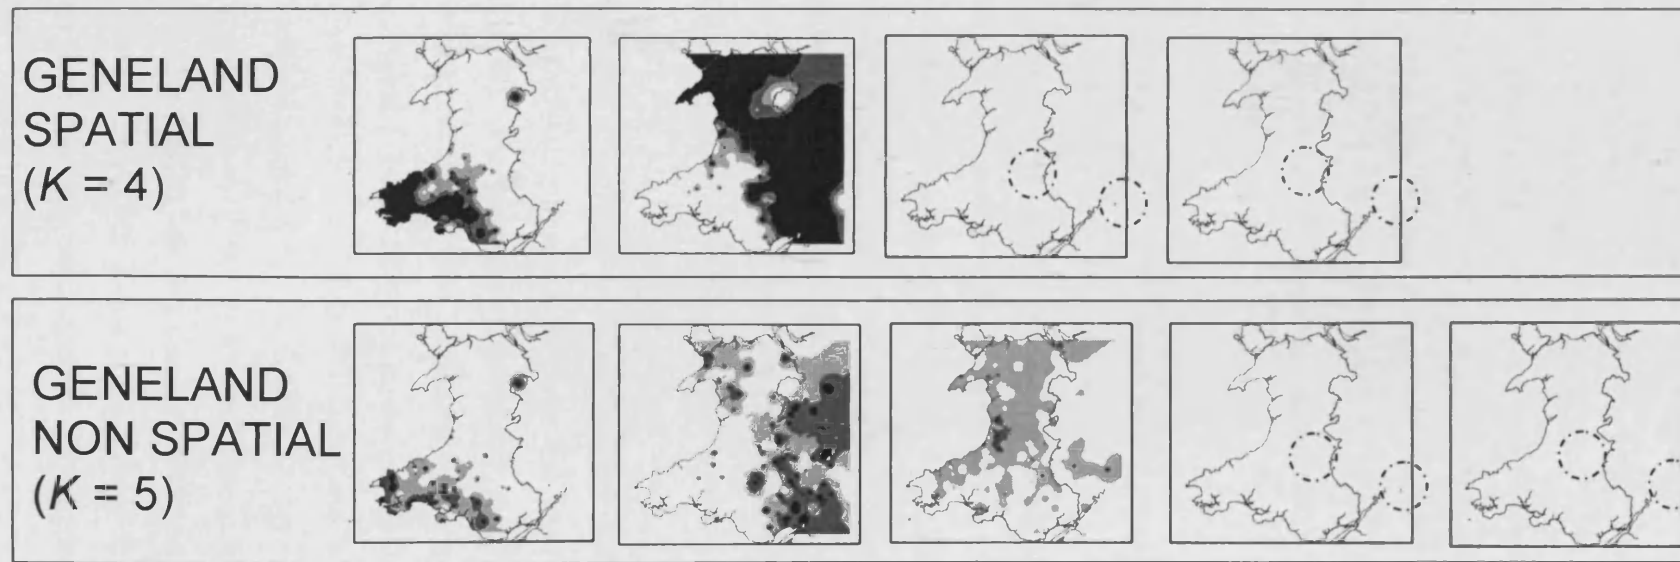 GENELAND
SPATIAL
(K = 4)
GENELAND
NON SPATIAL
(K = 5)